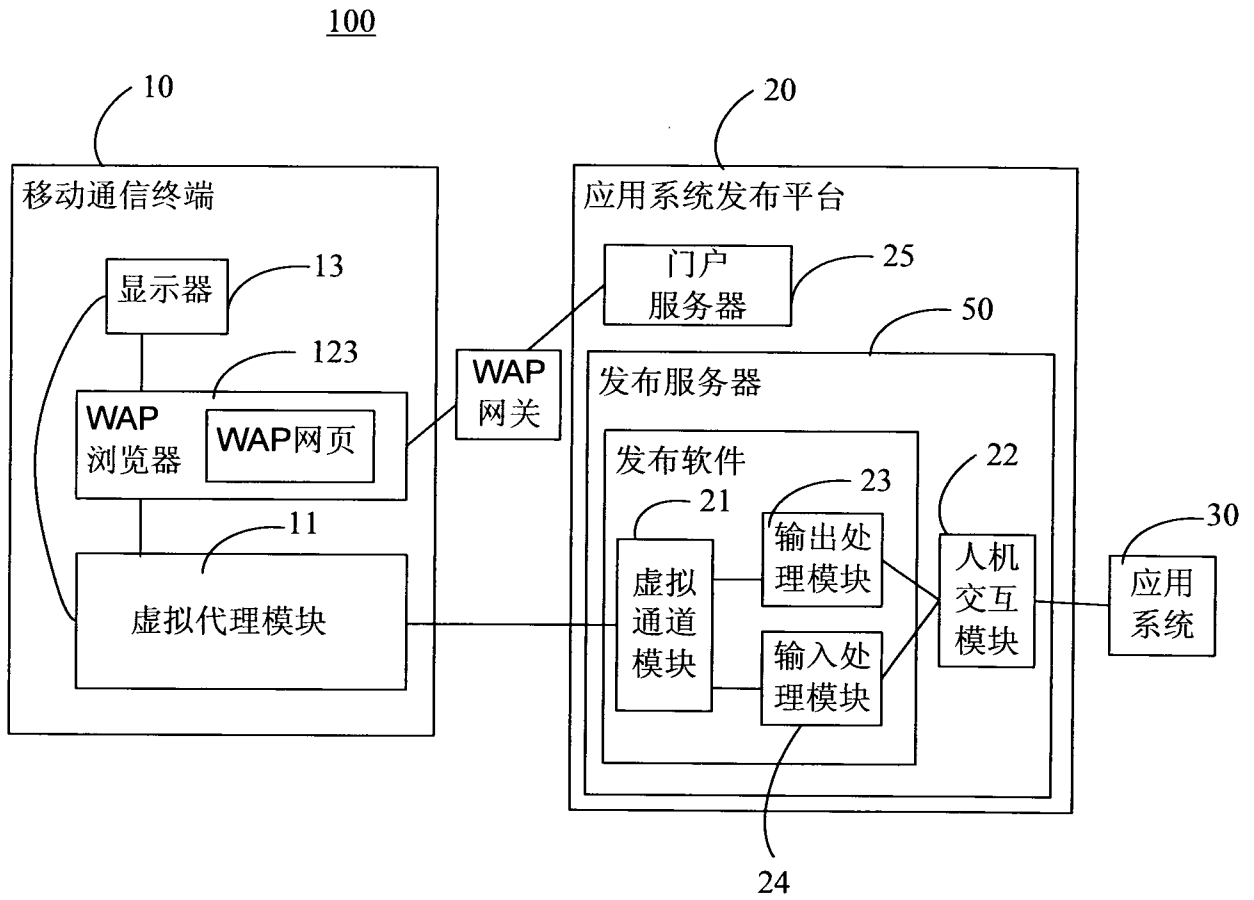 100
10
20
移动通信终端
应用系统发布平台
显示器
13
门户
服务器
25
50
123
WAP
网关
发布服务器
WAP
浏览器
WAP网页
发布软件
21
23
22
11
30
虚拟代理模块
虚拟
通道
模块
输出处
理模块
输入处
理模块
人机
交互
模块
应用
系统
24